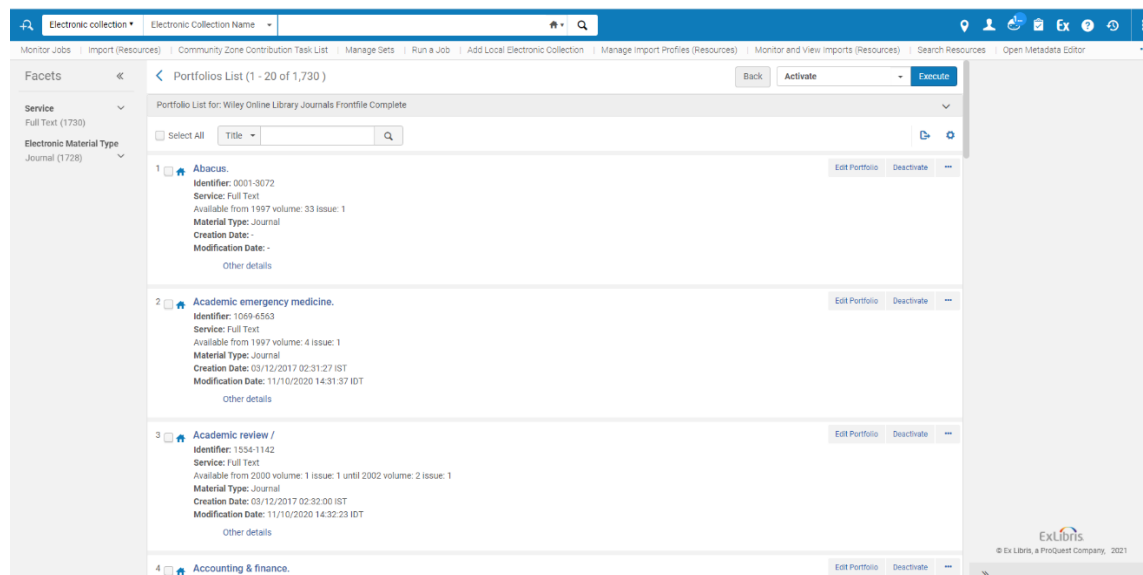 Electronic collection Electronic Collection Name
Monitor Jobs | Import (Resources) | Community Zone Contribution Task List | Manage Sets | Run a Job | Add Local Electronic Collection | Manage Import Profiles (Resources) | Monitor and View Imports (Resources) | Search Resources | Open Metadata Editor
Facets «
Service
Full Text (1730)
Electronic Material Type
Journal (1728)
Portfolios List (1 - 20 of 1,730 ) Back Activate Execute
Portfolio List for: Wiley Online Library Journals Frontfile Complete
Select All Title
1 Abacus. Edit Portfolio Deactivate •••
Identifier: 0001-3072
Service: Full Text
Available from 1997 volume: 33 issue: 1
Material Type: Journal
Creation Date: -
Modification Date: -
Other details
2 Academic emergency medicine. Edit Portfolio Deactivate •••
Identifier: 1069-6563
Service: Full Text
Available from 1997 volume: 4 issue: 1
Material Type: Journal
Creation Date: 03/12/2017 02:31:27 IST
Modification Date: 11/10/2020 14:31:37 IDT
Other details
3 Academic review / Edit Portfolio Deactivate •••
Identifier: 1554-1142
Service: Full Text
Available from 2000 volume: 1 issue: 1 until 2002 volume: 2 issue: 1
Material Type: Journal
Creation Date: 03/12/2017 02:32:00 IST
Modification Date: 11/10/2020 14:32:23 IDT
Other details
4 Accounting & finance. Edit Portfolio Deactivate •••
Ex
ExLibris
© Ex Libris, a ProQuest Company, 2021